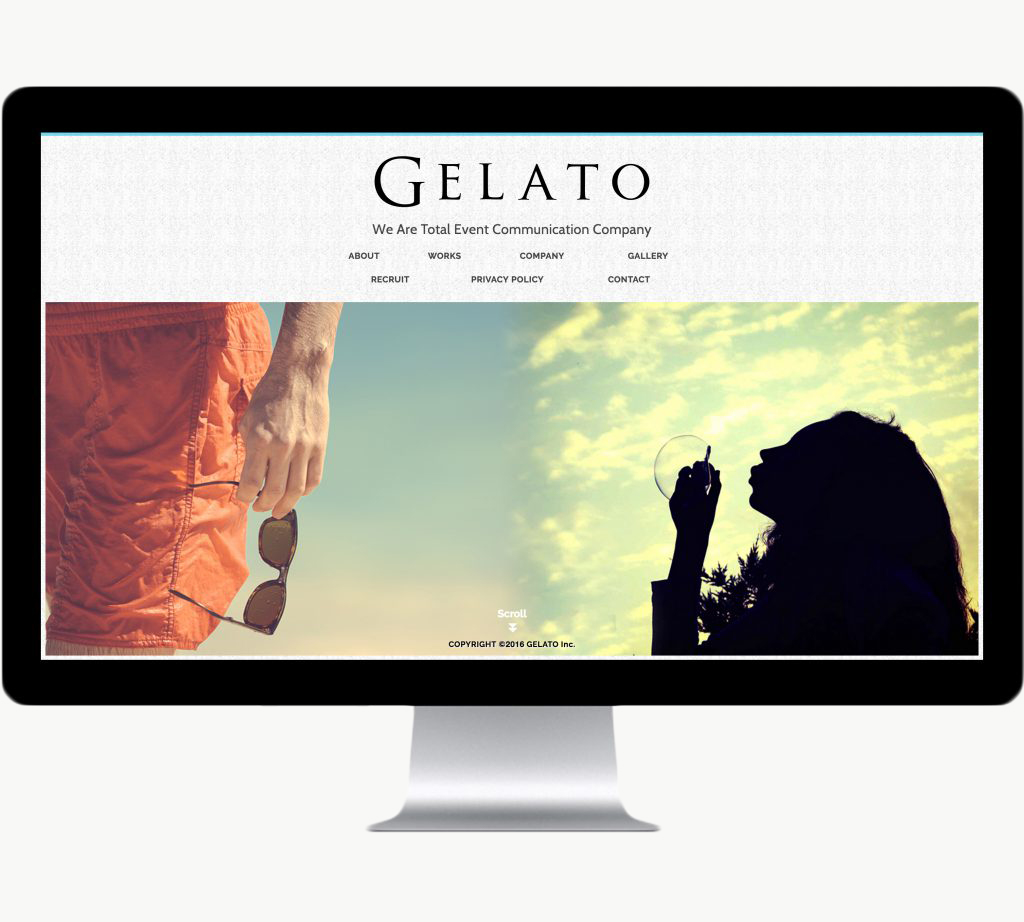 GELATO
We Are Total Event Communication Company
ABOUT WORKS COMPANY GALLERY
RECRUIT PRIVACY POLICY CONTACT
Scroll
COPYRIGHT ©2016 GELATO Inc.